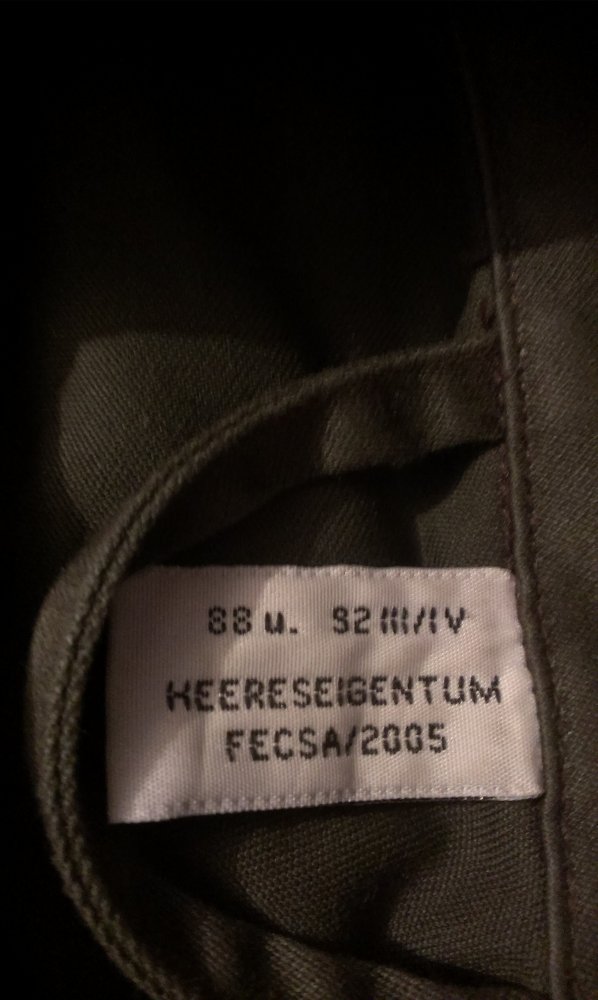 88 u. 92 III/IV
HEERESEIGENTUM
FECSA/2005